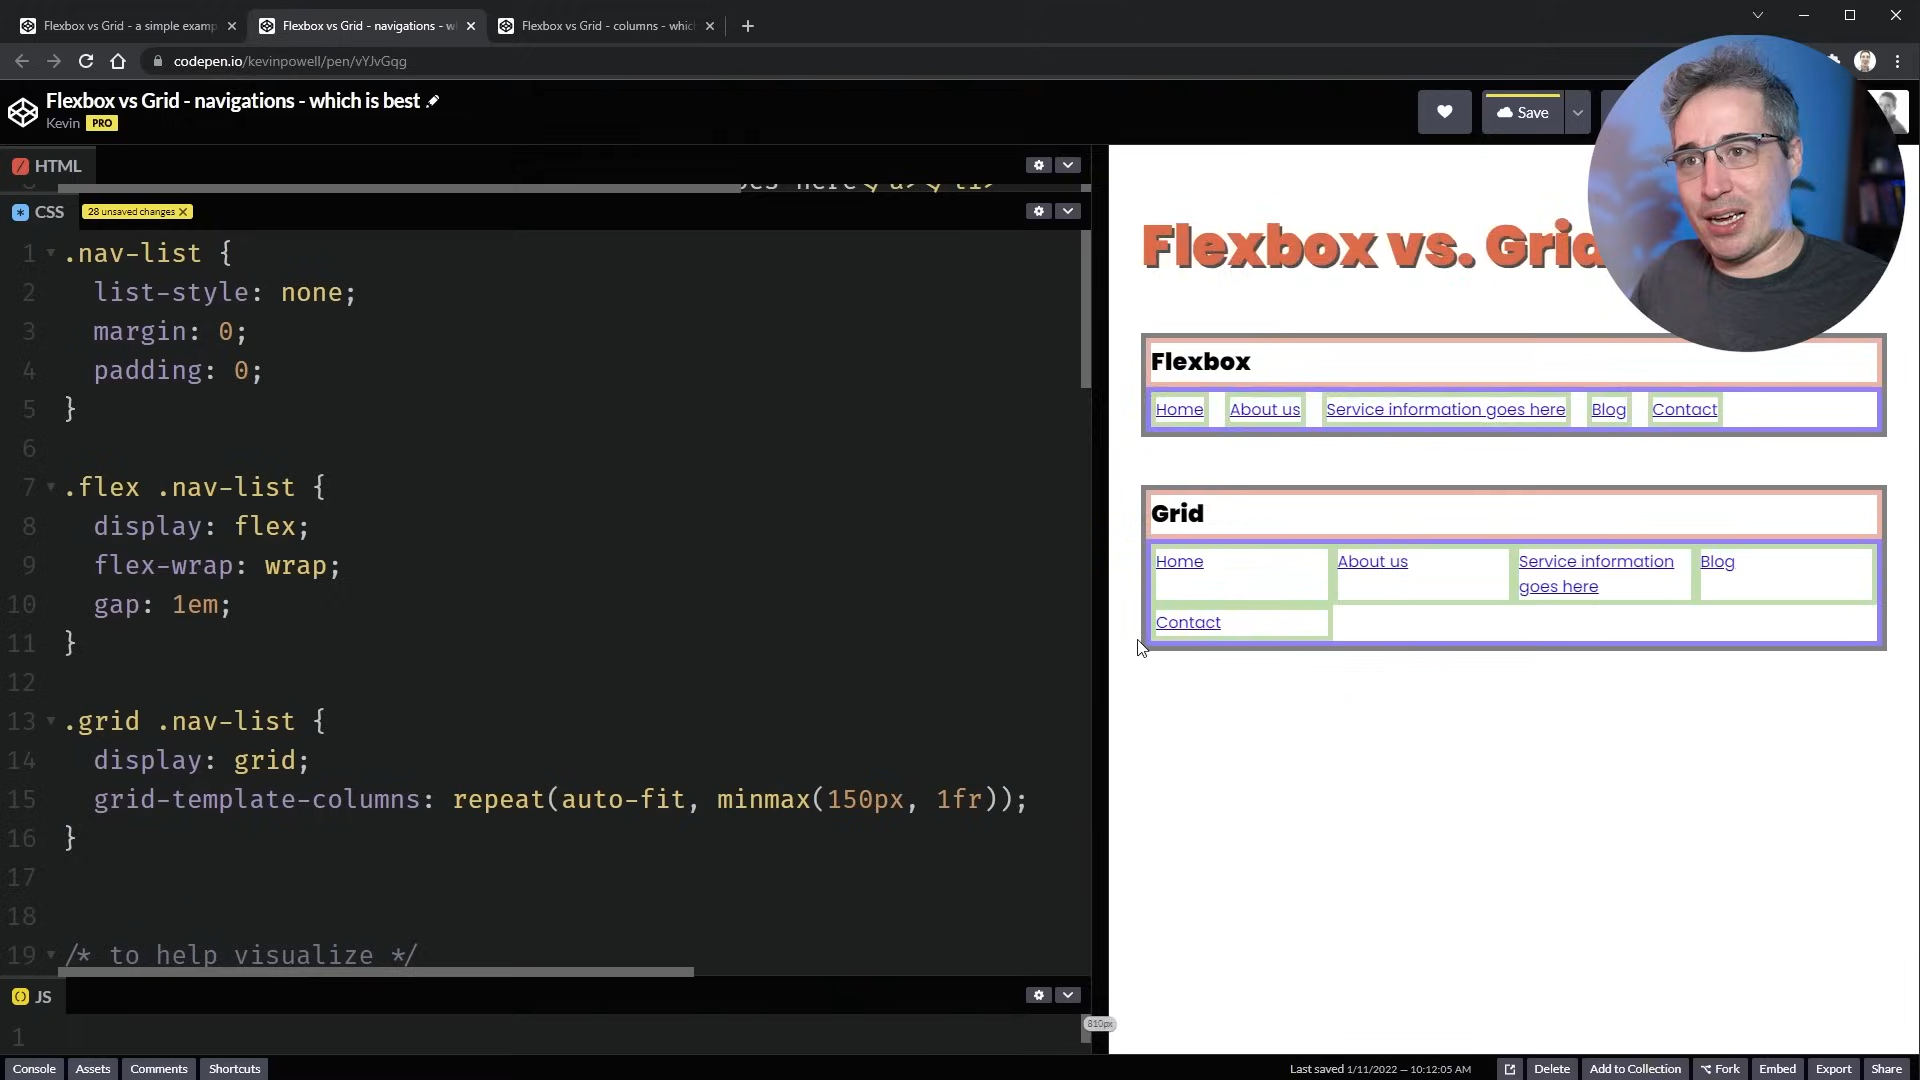 Flexbox vs Grid - a simple examp
Flexbox vs Grid - navigations - w
Flexbox vs Grid - columns - whic
codepen.io/kevinpowell/pen/vYJvGqg
Flexbox vs Grid - navigations - which is best
Kevin PRO
Save
HTML
CSS
28 unsaved changes
1 .nav-list {
2 list-style: none;
3 margin: 0;
4 padding: 0;
5 }
6
7 .flex .nav-list {
8 display: flex;
9 flex-wrap: wrap;
10 gap: 1em;
11 }
12
13 .grid .nav-list {
14 display: grid;
15 grid-template-columns: repeat(auto-fit, minmax(150px, 1fr));
16 }
17
18
19 /* to help visualize */
JS
1
810px
Flexbox vs. Grid
Flexbox
Home About us Service information goes here Blog Contact
Grid
Home About us Service information Blog
goes here
Contact
Console Assets Comments Shortcuts
Last saved 1/11/2022 — 10:12:05 AM Delete Add to Collection Fork Embed Export Share